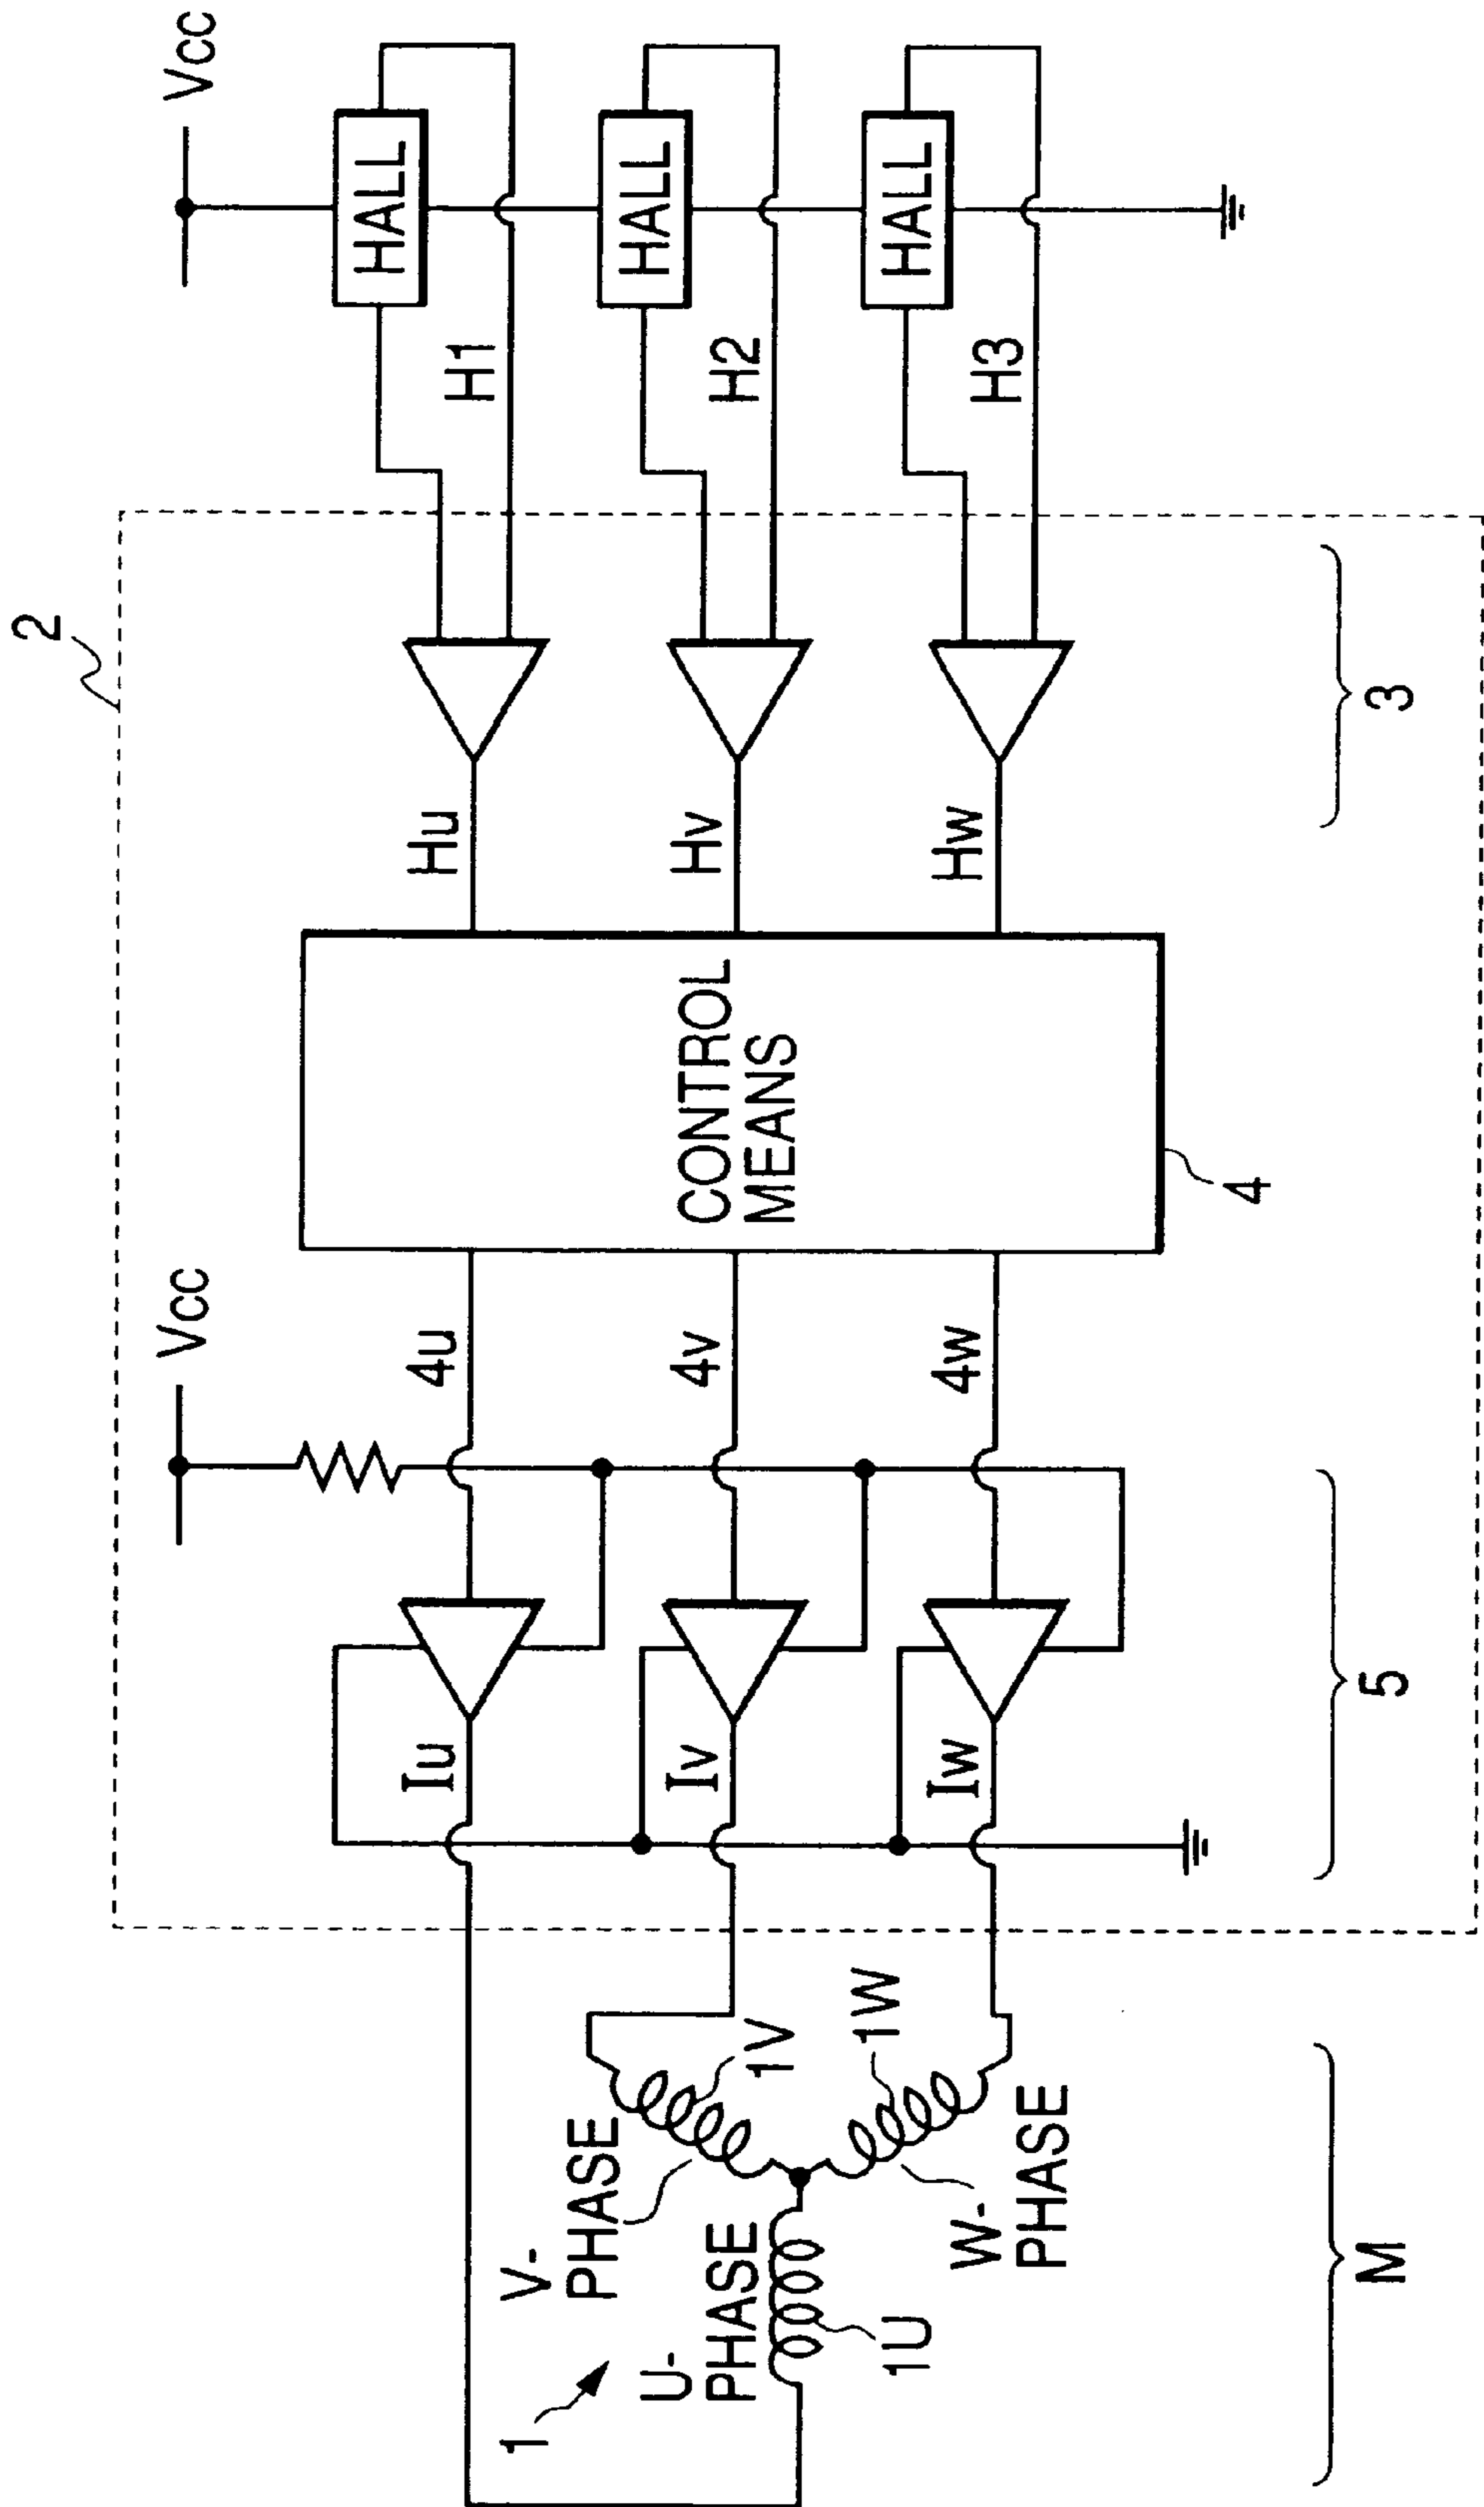 2
Vcc
Vcc
HALL
HALL
HALL
H1
H2
H3
Hu
Hv
Hw
3
CONTROL
MEANS
4
4u
4v
4w
Iu
Iv
Iw
5
1
V-
PHASE
1V
U-
PHASE
1U
1W
W-
PHASE
M